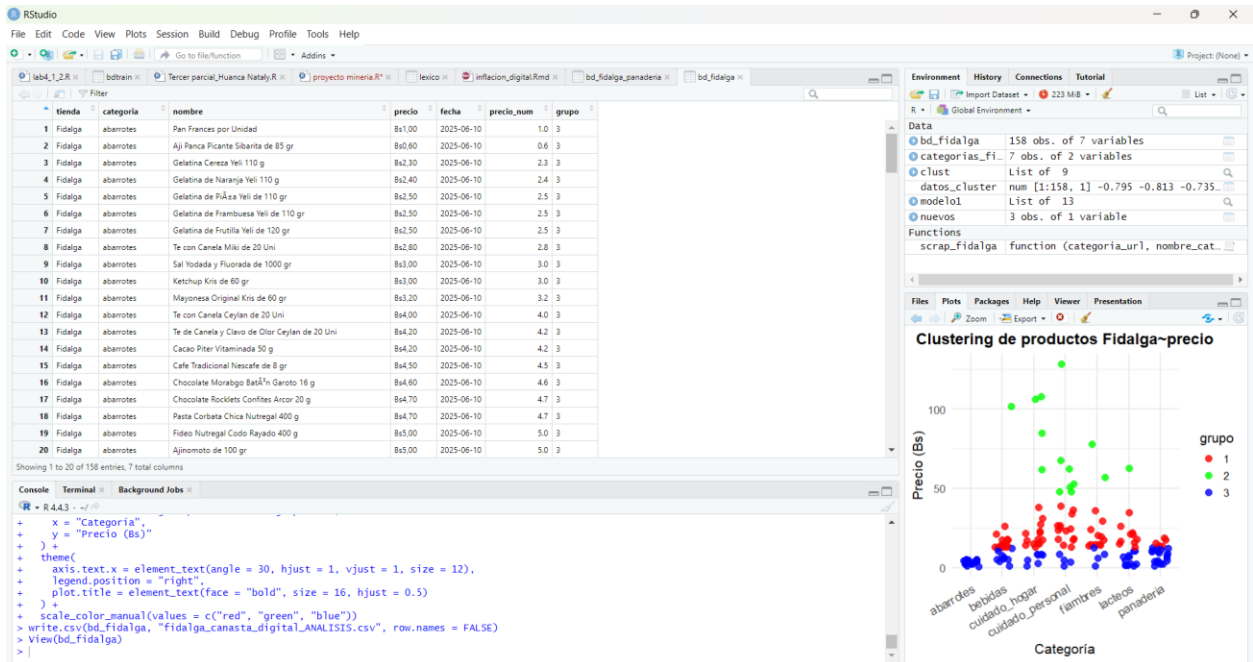 RStudio
File Edit Code View Plots Session Build Debug Profile Tools Help
Go to file/function Addins Project: (None)
lab4_1_2.R bdtrain Tercer parcial_Huanca Nataly.R proyecto mineria.R* lexico inflacion_digital.Rmd bd_fidalga_panaderia bd_fidalga
Filter
tienda categoria nombre precio fecha precio_num grupo
1 Fidalga abarrotes Pan Frances por Unidad Bs1,00 2025-06-10 1.0 3
2 Fidalga abarrotes Aji Panca Picante Sibarita de 85 gr Bs0,60 2025-06-10 0.6 3
3 Fidalga abarrotes Gelatina Cereza Yeli 110 g Bs2,30 2025-06-10 2.3 3
4 Fidalga abarrotes Gelatina de Naranja Yeli 110 g Bs2,40 2025-06-10 2.4 3
5 Fidalga abarrotes Gelatina de PiÃ±a Yeli de 110 gr Bs2,50 2025-06-10 2.5 3
6 Fidalga abarrotes Gelatina de Frambuesa Yeli de 110 gr Bs2,50 2025-06-10 2.5 3
7 Fidalga abarrotes Gelatina de Frutilla Yeli de 120 gr Bs2,50 2025-06-10 2.5 3
8 Fidalga abarrotes Te con Canela Miki de 20 Uni Bs2,80 2025-06-10 2.8 3
9 Fidalga abarrotes Sal Yodada y Fluorada de 1000 gr Bs3,00 2025-06-10 3.0 3
10 Fidalga abarrotes Ketchup Kris de 60 gr Bs3,00 2025-06-10 3.0 3
11 Fidalga abarrotes Mayonesa Original Kris de 60 gr Bs3,20 2025-06-10 3.2 3
12 Fidalga abarrotes Te con Canela Ceylan de 20 Uni Bs4,00 2025-06-10 4.0 3
13 Fidalga abarrotes Te de Canela y Clavo de Olor Ceylan de 20 Uni Bs4,20 2025-06-10 4.2 3
14 Fidalga abarrotes Cacao Piter Vitaminada 50 g Bs4,20 2025-06-10 4.2 3
15 Fidalga abarrotes Cafe Tradicional Nescafe de 8 gr Bs4,50 2025-06-10 4.5 3
16 Fidalga abarrotes Chocolate Morabgo BatÃ³n Garoto 16 g Bs4,60 2025-06-10 4.6 3
17 Fidalga abarrotes Chocolate Rocklets Confites Arcor 20 g Bs4,70 2025-06-10 4.7 3
18 Fidalga abarrotes Pasta Corbata Chica Nutregal 400 g Bs4,70 2025-06-10 4.7 3
19 Fidalga abarrotes Fideo Nutregal Codo Rayado 400 g Bs5,00 2025-06-10 5.0 3
20 Fidalga abarrotes Ajinomoto de 100 gr Bs5,00 2025-06-10 5.0 3
Showing 1 to 20 of 158 entries, 7 total columns
Console Terminal Background Jobs
R 4.4.3 · ~/
+ x = "Categoría",
+ y = "Precio (Bs)"
+ ) +
+ theme(
+ axis.text.x = element_text(angle = 30, hjust = 1, vjust = 1, size = 12),
+ legend.position = "right",
+ plot.title = element_text(face = "bold", size = 16, hjust = 0.5)
+ ) +
+ scale_color_manual(values = c("red", "green", "blue"))
> write.csv(bd_fidalga, "fidalga_canasta_digital_ANALISIS.csv", row.names = FALSE)
> View(bd_fidalga)
>
Environment History Connections Tutorial
Import Dataset 223 MiB List
R Global Environment
Data
bd_fidalga 158 obs. of 7 variables
categorias_fi… 7 obs. of 2 variables
clust List of 9
datos_cluster num [1:158, 1] -0.795 -0.813 -0.735…
modelo1 List of 13
nuevos 3 obs. of 1 variable
Functions
scrap_fidalga function (categoria_url, nombre_cat…
Files Plots Packages Help Viewer Presentation
Zoom Export
Clustering de productos Fidalga~precio
Precio (Bs)
100
50
0
abarrotes bebidas cuidado_hogar cuidado_personal fiambres lacteos panaderia
Categoría
grupo
1
2
3